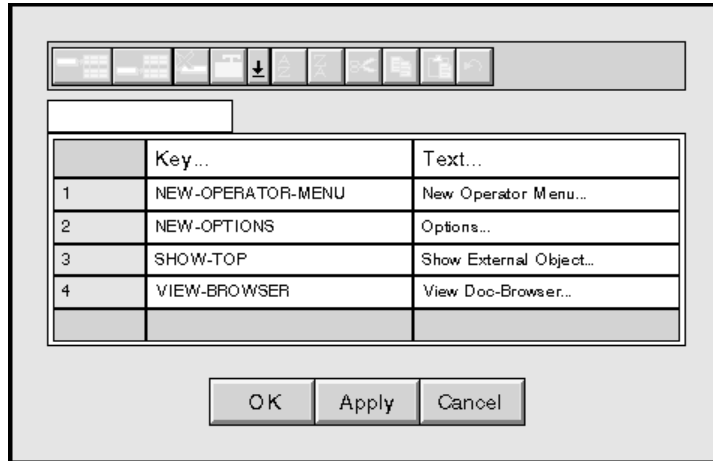 Key... Text...
1 NEW-OPERATOR-MENU New Operator Menu...
2 NEW-OPTIONS Options...
3 SHOW-TOP Show External Object...
4 VIEW-BROWSER View Doc-Browser...
OK Apply Cancel